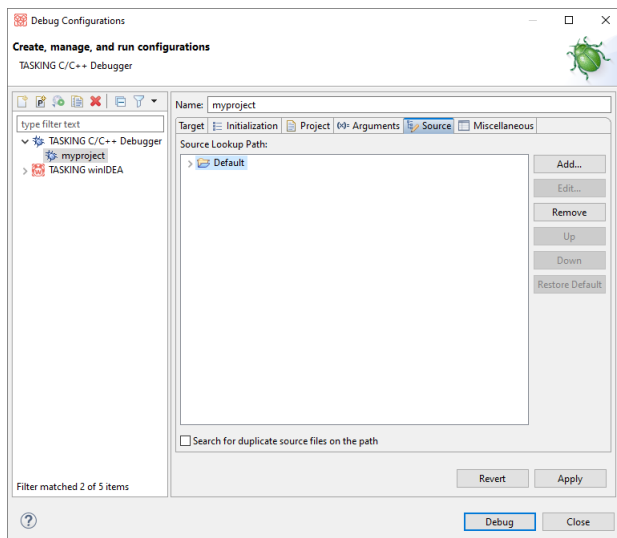 Debug Configurations
Create, manage, and run configurations
TASKING C/C++ Debugger
Name: myproject
type filter text
Target Initialization Project (x)= Arguments Source Miscellaneous
TASKING C/C++ Debugger
myproject
TASKING winIDEA
Source Lookup Path:
Default
Add...
Edit...
Remove
Up
Down
Restore Default
Search for duplicate source files on the path
Filter matched 2 of 5 items
Revert Apply
Debug Close